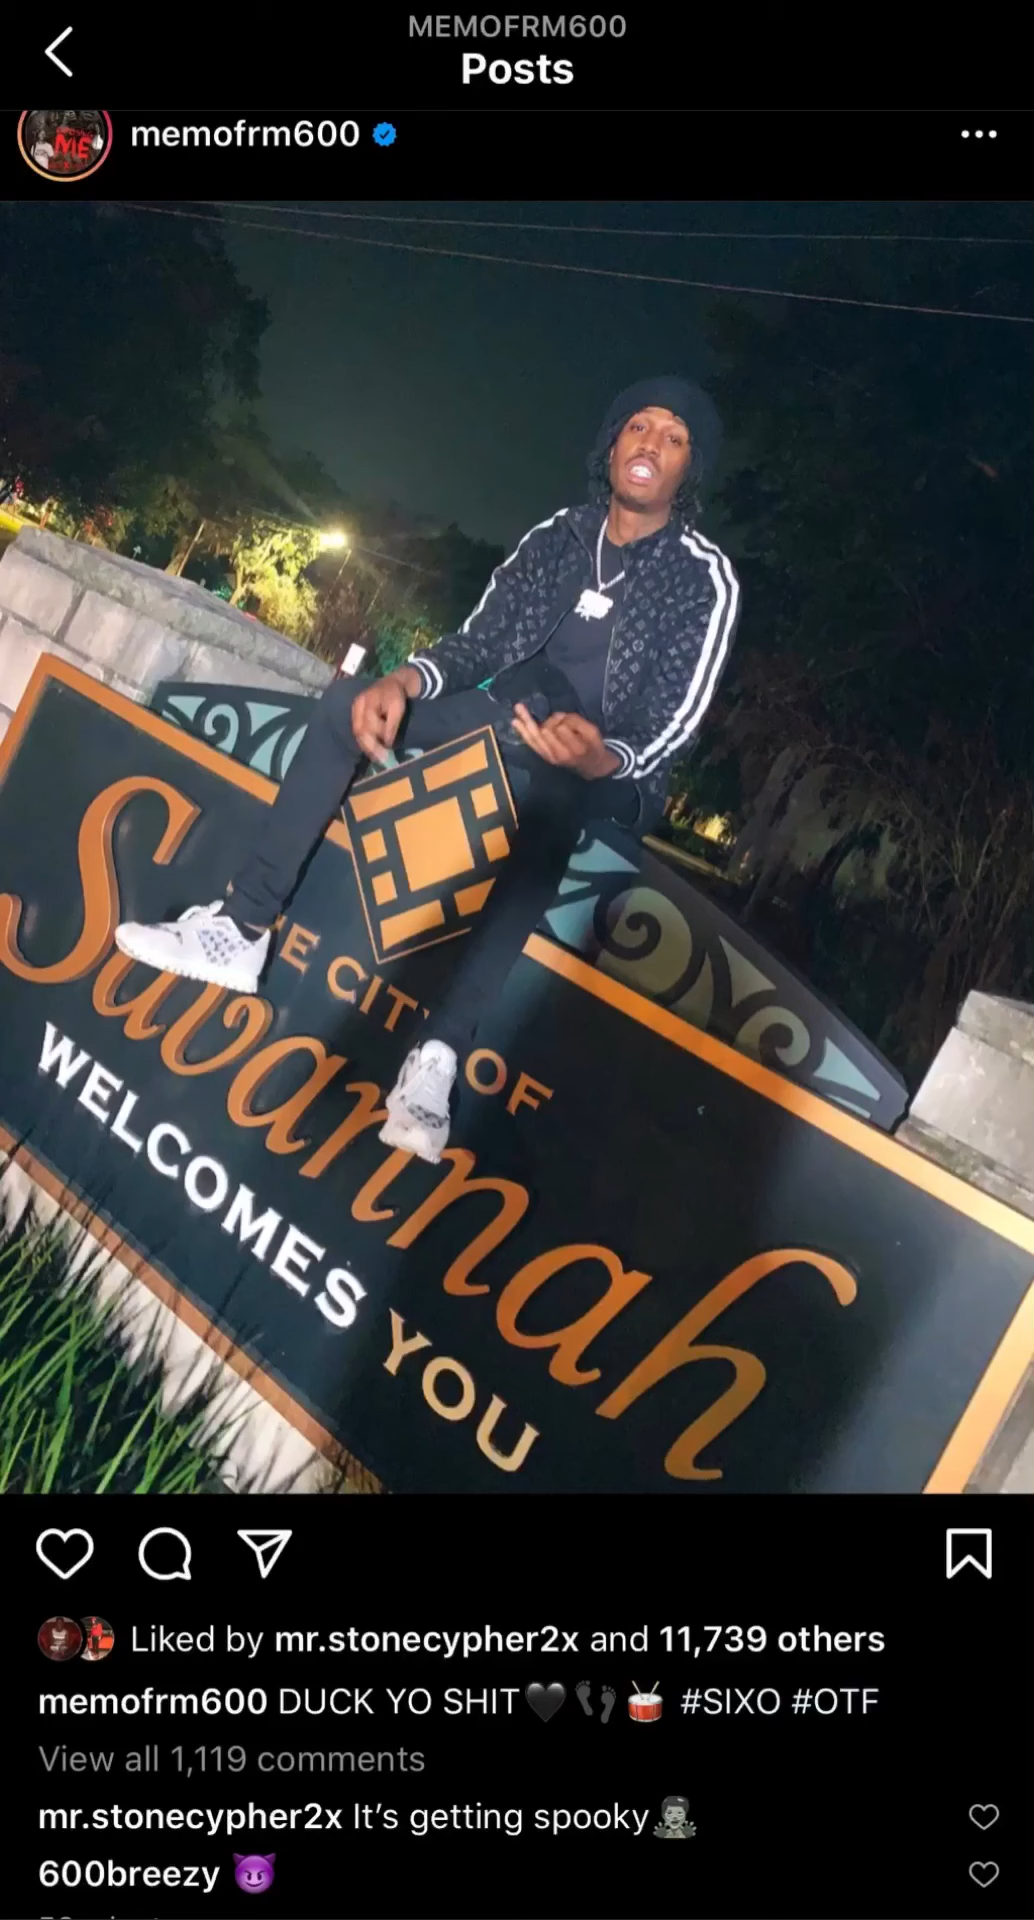 MEMOFRM600
Posts
ME
memofrm600
E CITY OF
Savannah
WELCOMES YOU
Liked by mr.stonecypher2x and 11,739 others
memofrm600 DUCK YO SHIT🖤👣🥁 #SIXO #OTF
View all 1,119 comments
mr.stonecypher2x It's getting spooky🧛🏿‍♂️
600breezy 😈